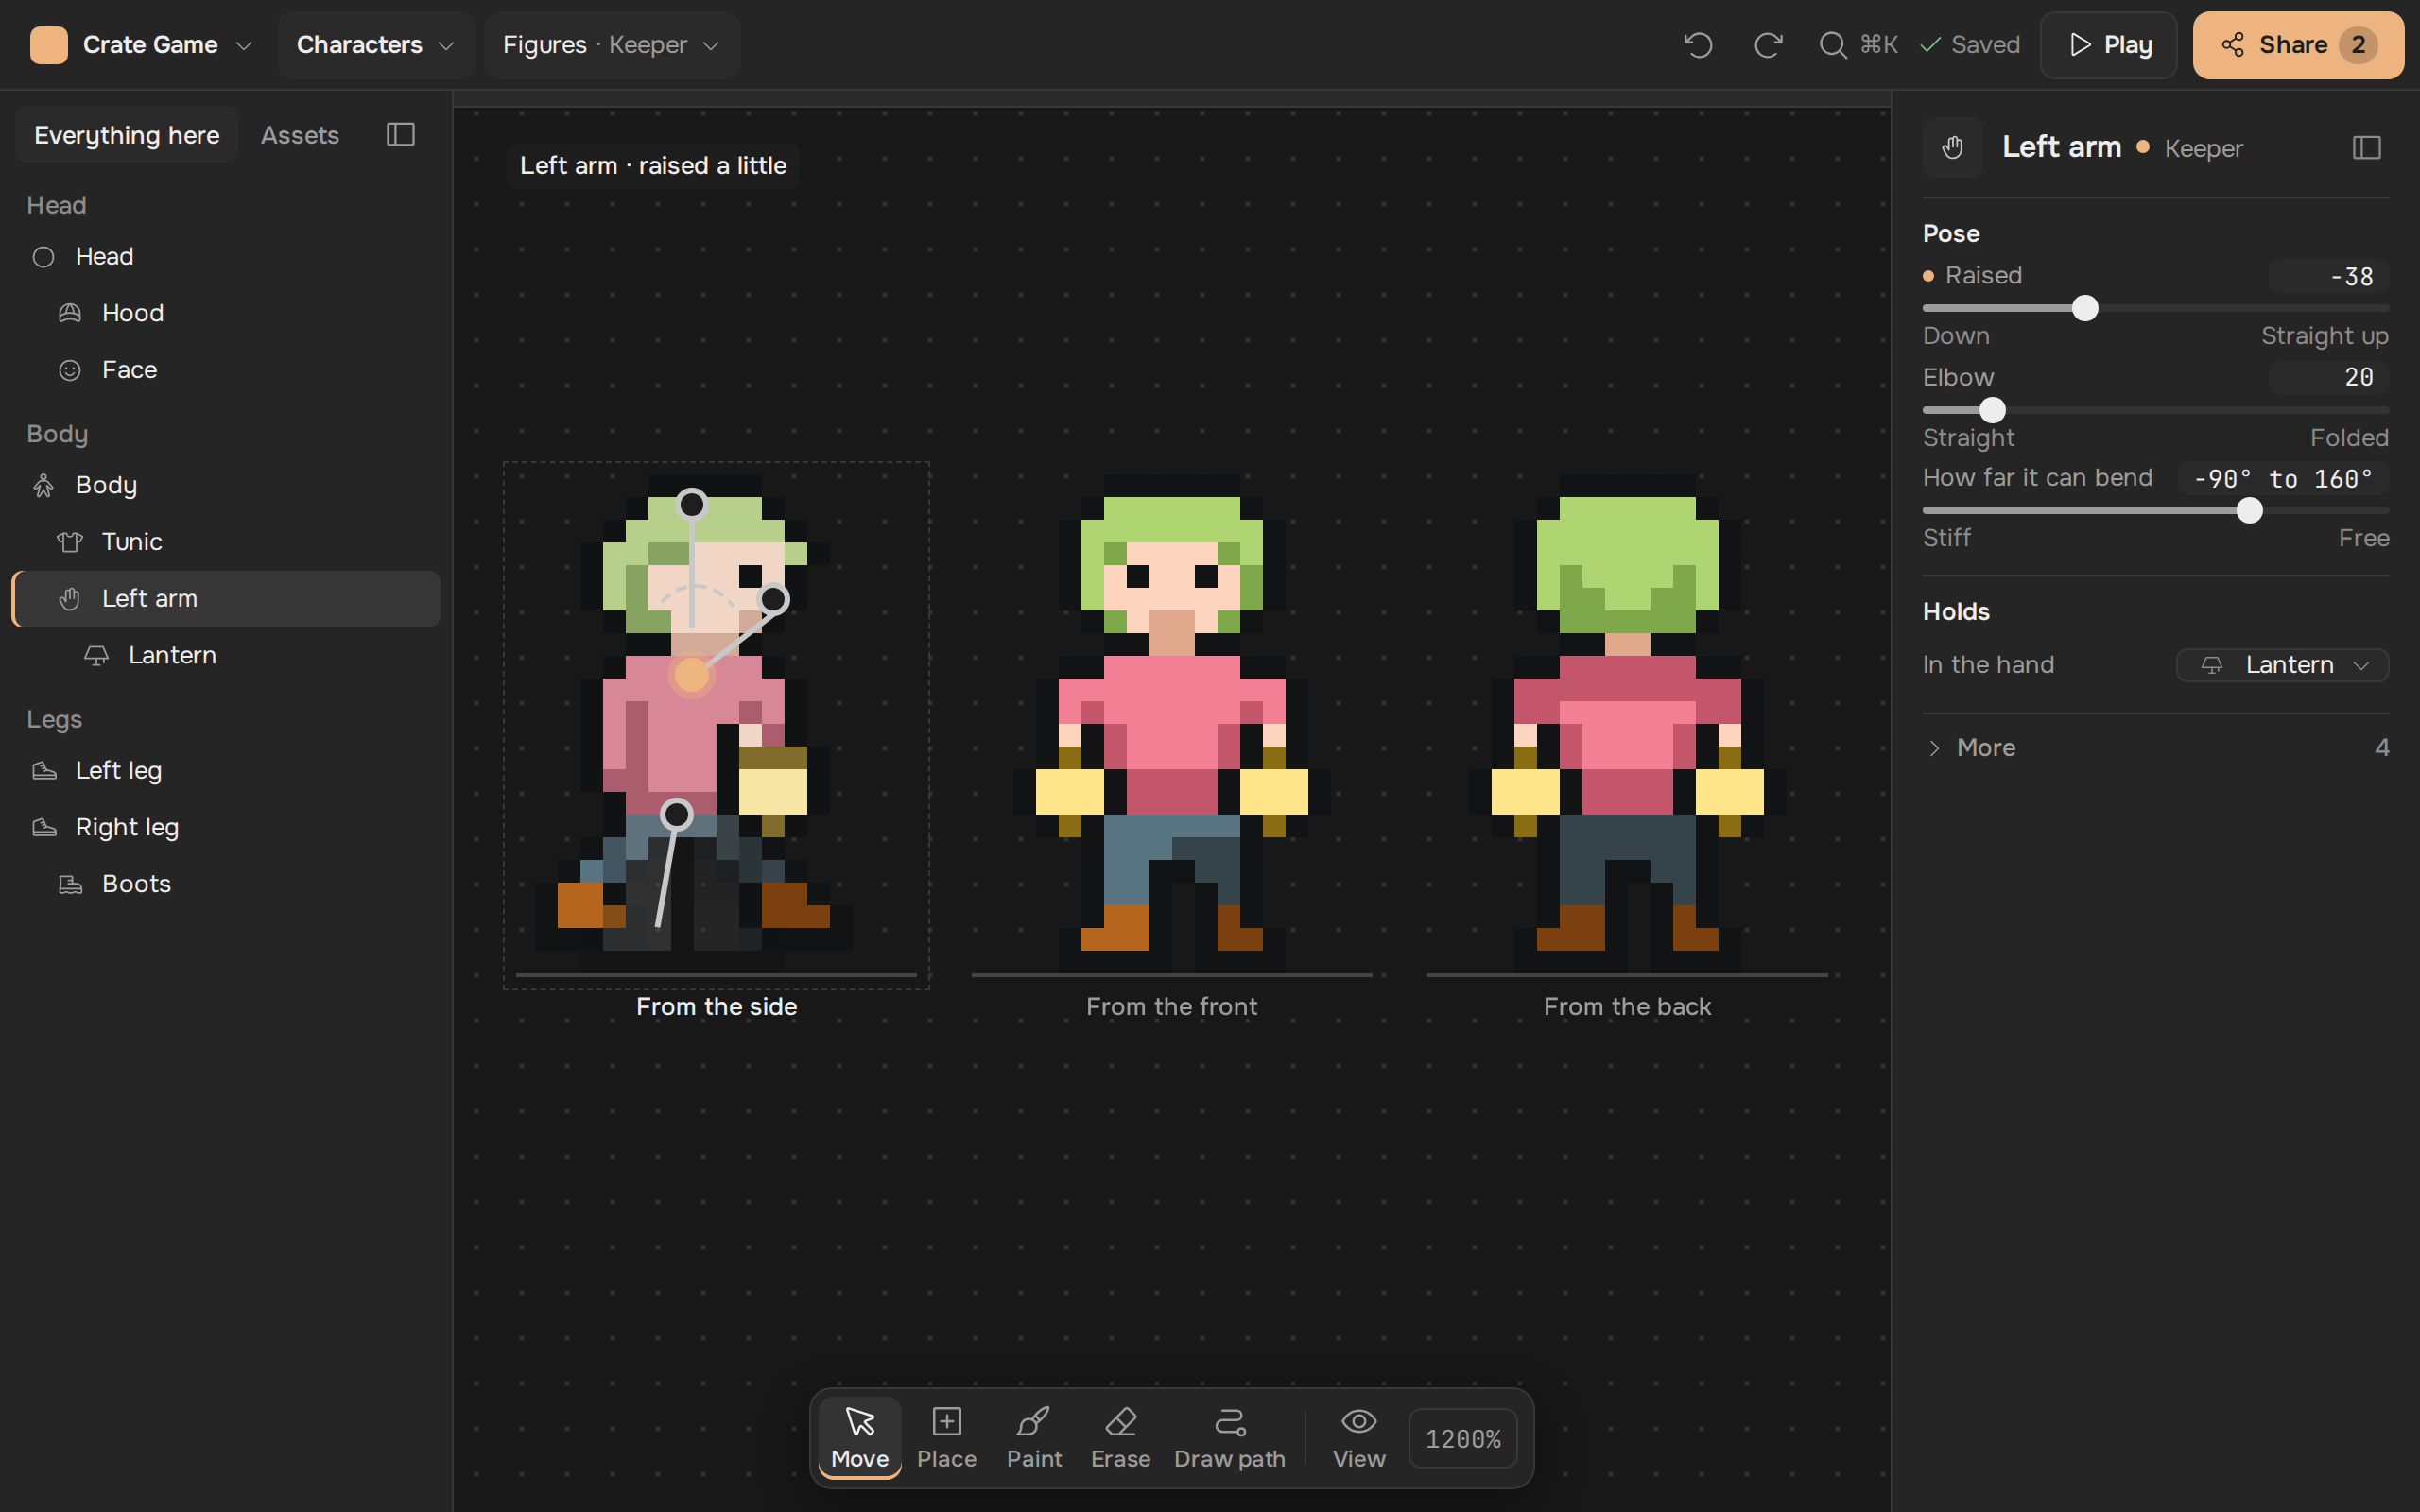 Crate Game
Characters
Figures · Keeper
⌘K
Saved
Play
Share 2
Everything here
Assets
Head
Head
Hood
Face
Body
Body
Tunic
Left arm
Lantern
Legs
Left leg
Right leg
Boots
Left arm · raised a little
From the side
From the front
From the back
Move
Place
Paint
Erase
Draw path
View
1200%
Left arm Keeper
Pose
Raised -38
Down Straight up
Elbow 20
Straight Folded
How far it can bend -90° to 160°
Stiff Free
Holds
In the hand Lantern
More 4